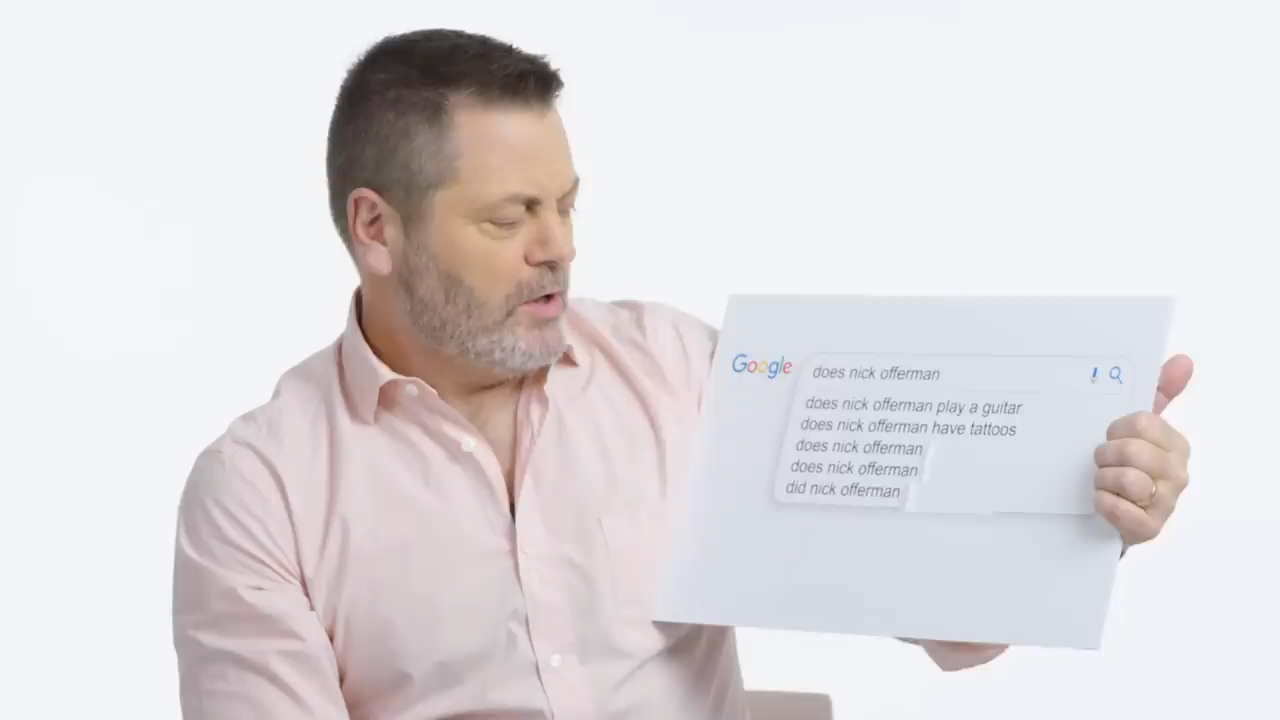 Google
does nick offerman
does nick offerman play a guitar
does nick offerman have tattoos
does nick offerman
does nick offerman
did nick offerman